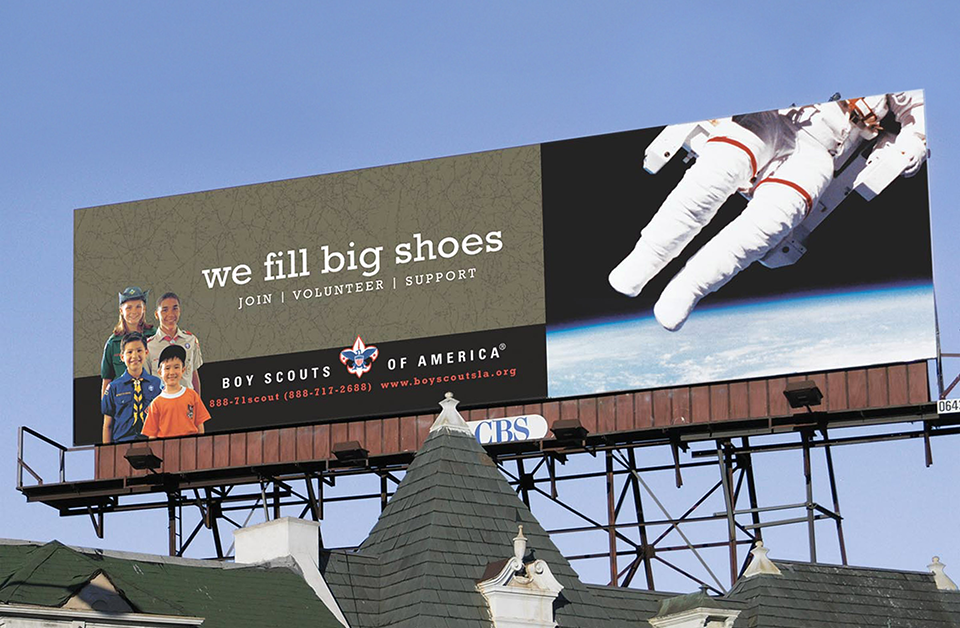 we fill big shoes
JOIN | VOLUNTEER | SUPPORT
BOY SCOUTS OF AMERICA®
888-71scout (888-717-2688) www.boyscoutsla.org
CBS